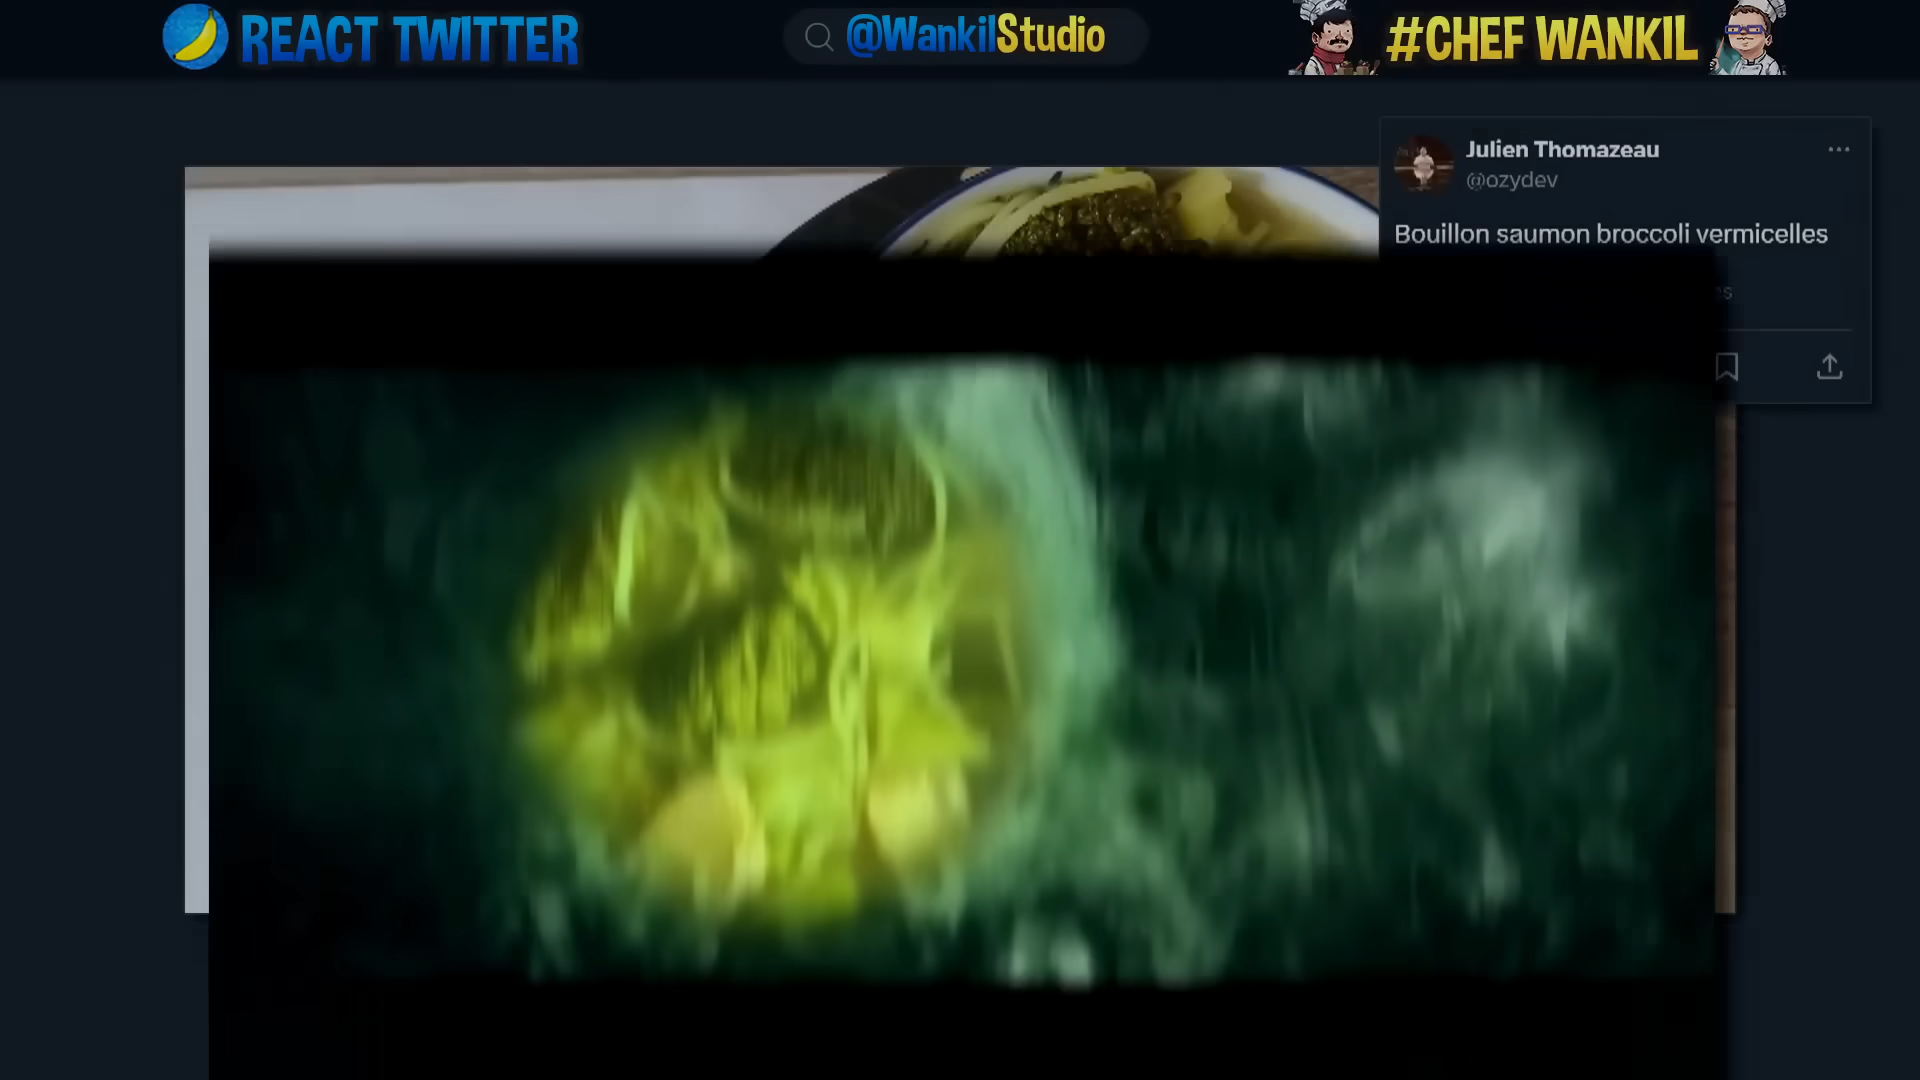 REACT TWITTER
@WankilStudio
#CHEF WANKIL
Julien Thomazeau
@ozydev
Bouillon saumon broccoli vermicelles